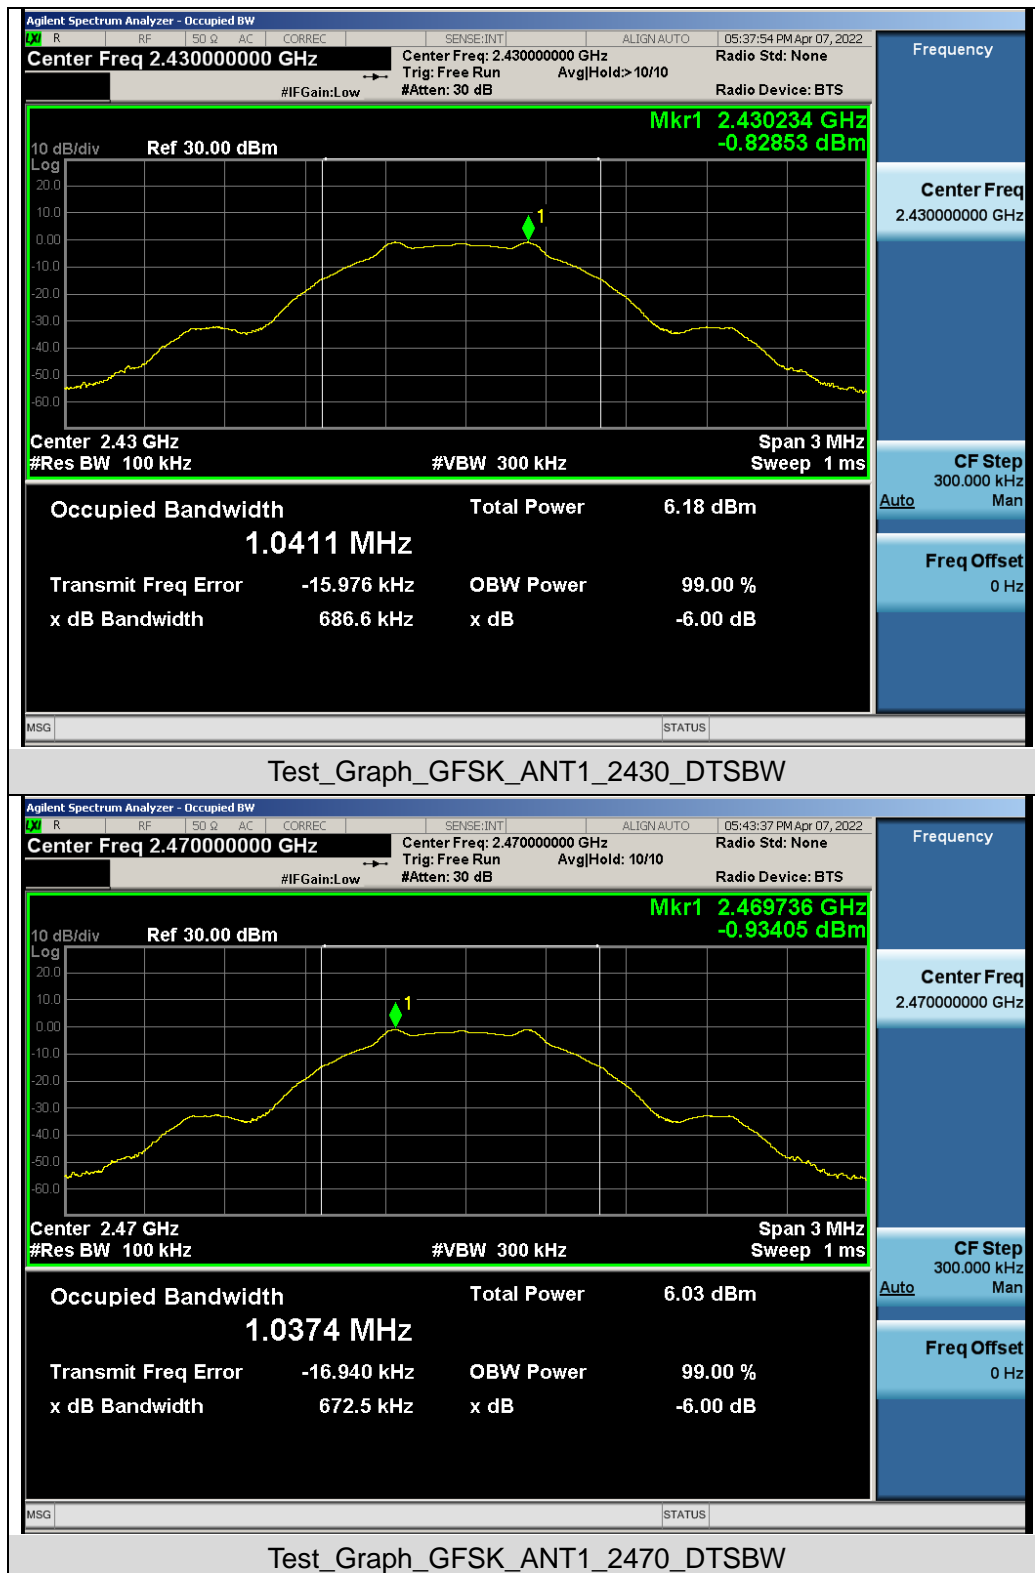 Agilent Spectrum Analyzer - Occupied BW
LXI R RF 50 Ω AC CORREC SENSE:INT ALIGN AUTO 05:37:54 PM Apr 07, 2022
Center Freq 2.430000000 GHz
Center Freq: 2.430000000 GHz
Radio Std: None
Trig: Free Run Avg|Hold:> 10/10
#IFGain:Low
#Atten: 30 dB
Radio Device: BTS
Frequency
Mkr1 2.430234 GHz
-0.82853 dBm
10 dB/div Ref 30.00 dBm
Log
20.0
10.0
0.00
-10.0
-20.0
-30.0
-40.0
-50.0
-60.0
1
Center Freq
2.430000000 GHz
Center 2.43 GHz
Span 3 MHz
#Res BW 100 kHz
#VBW 300 kHz
Sweep 1 ms
CF Step
300.000 kHz
Auto Man
Occupied Bandwidth
Total Power 6.18 dBm
1.0411 MHz
Transmit Freq Error -15.976 kHz
OBW Power 99.00 %
x dB Bandwidth 686.6 kHz
x dB -6.00 dB
Freq Offset
0 Hz
MSG
STATUS
Test_Graph_GFSK_ANT1_2430_DTSBW
Agilent Spectrum Analyzer - Occupied BW
LXI R RF 50 Ω AC CORREC SENSE:INT ALIGN AUTO 05:43:37 PM Apr 07, 2022
Center Freq 2.470000000 GHz
Center Freq: 2.470000000 GHz
Radio Std: None
Trig: Free Run Avg|Hold: 10/10
#IFGain:Low
#Atten: 30 dB
Radio Device: BTS
Frequency
Mkr1 2.469736 GHz
-0.93405 dBm
10 dB/div Ref 30.00 dBm
Log
20.0
10.0
0.00
-10.0
-20.0
-30.0
-40.0
-50.0
-60.0
1
Center Freq
2.470000000 GHz
Center 2.47 GHz
Span 3 MHz
#Res BW 100 kHz
#VBW 300 kHz
Sweep 1 ms
CF Step
300.000 kHz
Auto Man
Occupied Bandwidth
Total Power 6.03 dBm
1.0374 MHz
Transmit Freq Error -16.940 kHz
OBW Power 99.00 %
x dB Bandwidth 672.5 kHz
x dB -6.00 dB
Freq Offset
0 Hz
MSG
STATUS
Test_Graph_GFSK_ANT1_2470_DTSBW